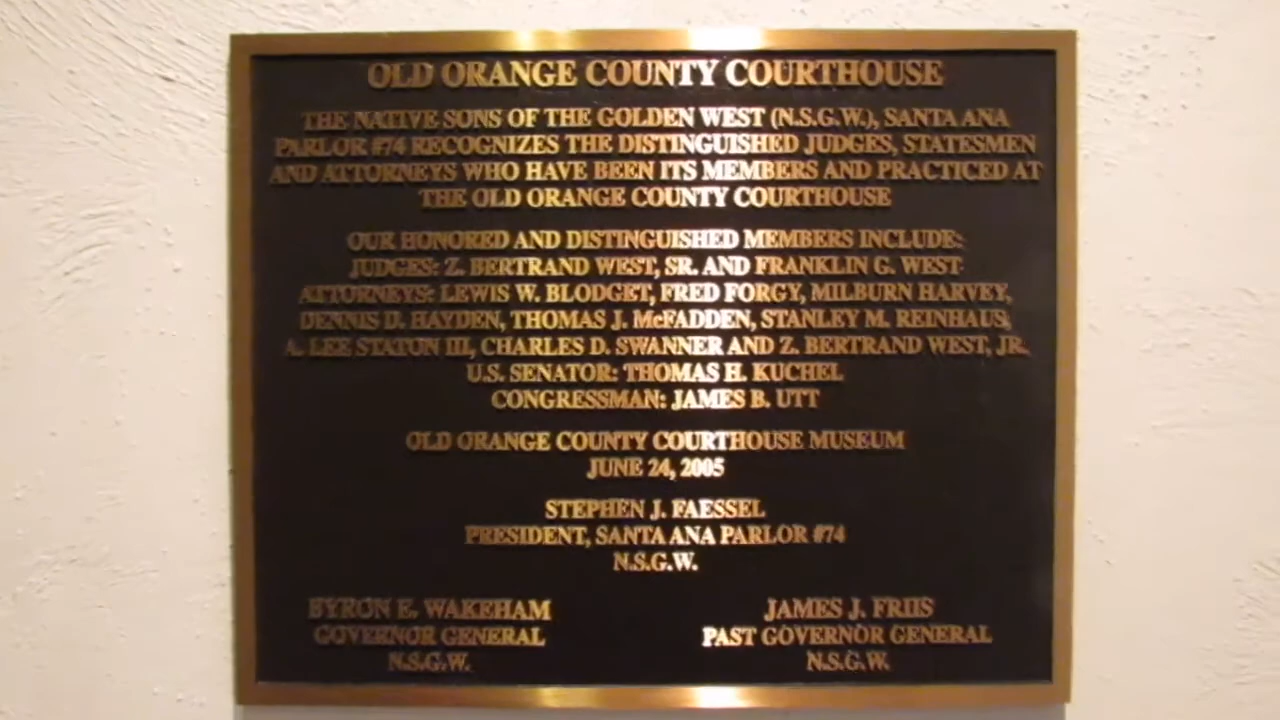 OLD ORANGE COUNTY COURTHOUSE
THE NATIVE SONS OF THE GOLDEN WEST (N.S.G.W.), SANTA ANA
PARLOR #74 RECOGNIZES THE DISTINGUISHED JUDGES, STATESMEN
AND ATTORNEYS WHO HAVE BEEN ITS MEMBERS AND PRACTICED AT
THE OLD ORANGE COUNTY COURTHOUSE
OUR HONORED AND DISTINGUISHED MEMBERS INCLUDE:
JUDGES: Z. BERTRAND WEST, SR. AND FRANKLIN G. WEST
ATTORNEYS: LEWIS W. BLODGET, FRED FORGY, MILBURN HARVEY,
DENNIS D. HAYDEN, THOMAS J. McFADDEN, STANLEY M. REINHAUS,
A. LEE STATON III, CHARLES D. SWANNER AND Z. BERTRAND WEST, JR.
U.S. SENATOR: THOMAS H. KUCHEL
CONGRESSMAN: JAMES B. UTT
OLD ORANGE COUNTY COURTHOUSE MUSEUM
JUNE 24, 2005
STEPHEN J. FAESSEL
PRESIDENT, SANTA ANA PARLOR #74
N.S.G.W.
BYRON E. WAKEHAM
GOVERNOR GENERAL
N.S.G.W.
JAMES J. FRIIS
PAST GOVERNOR GENERAL
N.S.G.W.